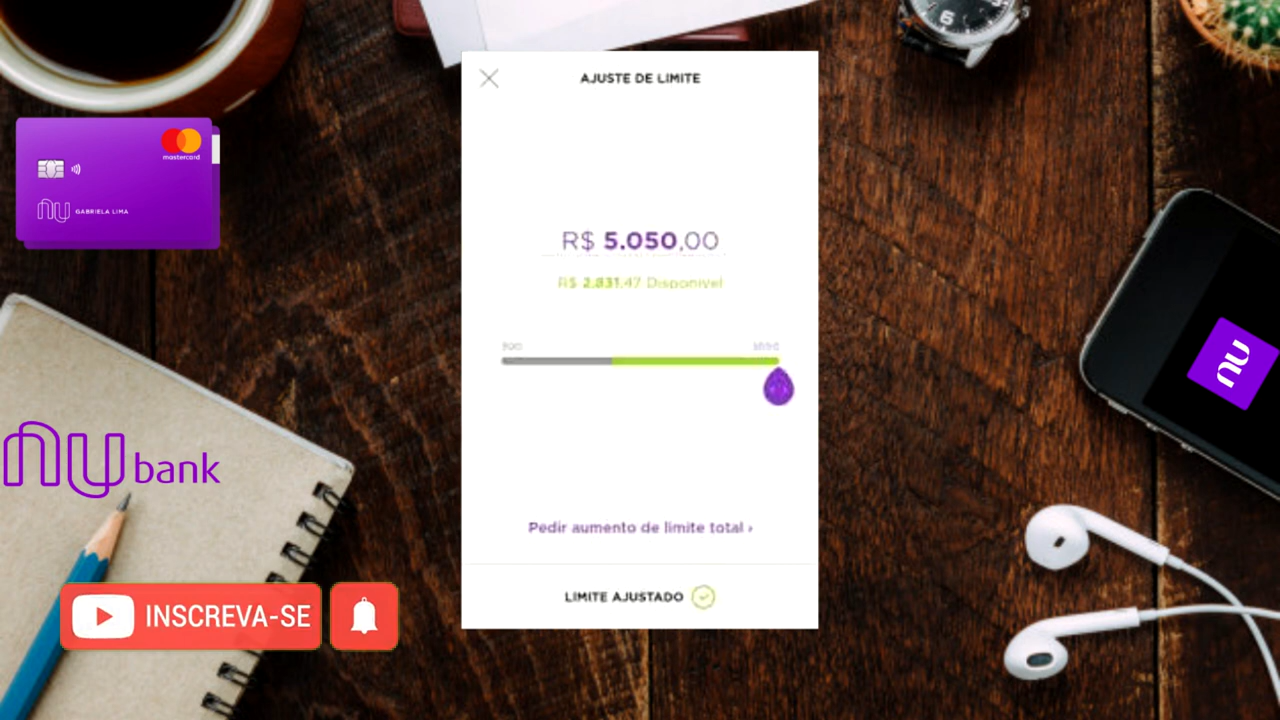 AJUSTE DE LIMITE
mastercard
nu GABRIELA LIMA
R$ 5.050,00
R$ 2.831,47 Disponível
nu
nubank
Pedir aumento de limite total ›
LIMITE AJUSTADO
INSCREVA-SE